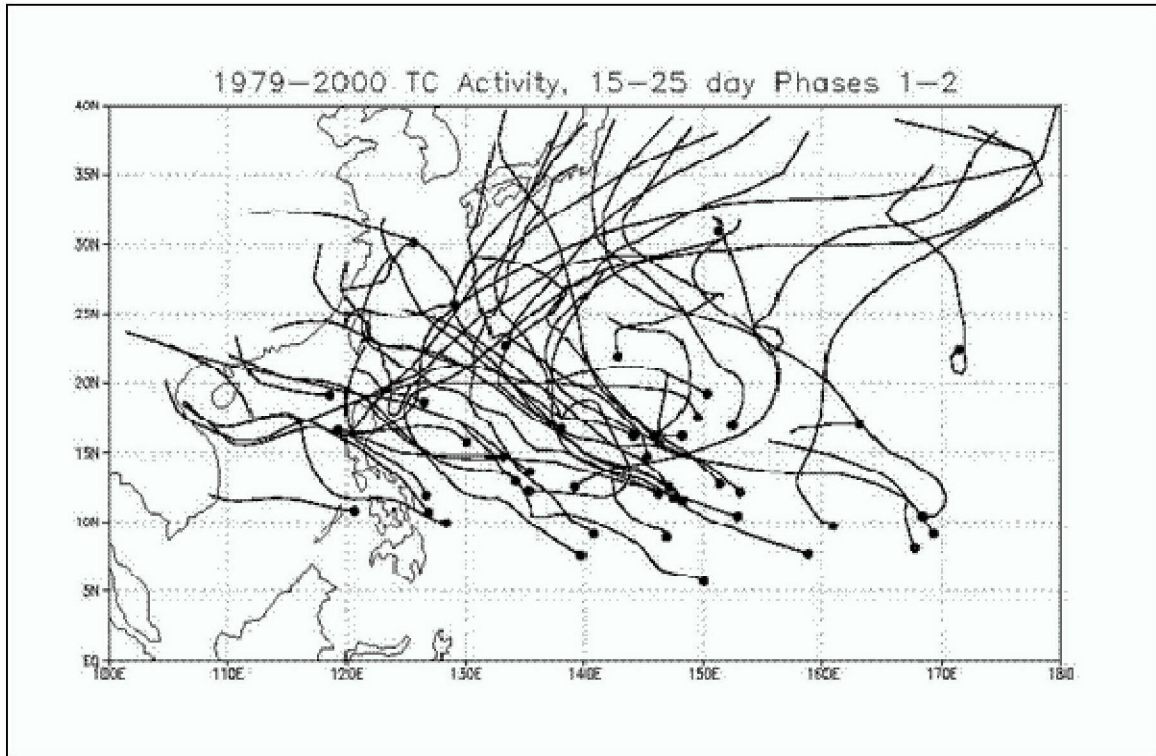 1979-2000 TC Activity, 15-25 day Phases 1-2
40N
35N
30N
25N
20N
15N
10N
5N
EQ
100E 110E 120E 130E 140E 150E 160E 170E 180